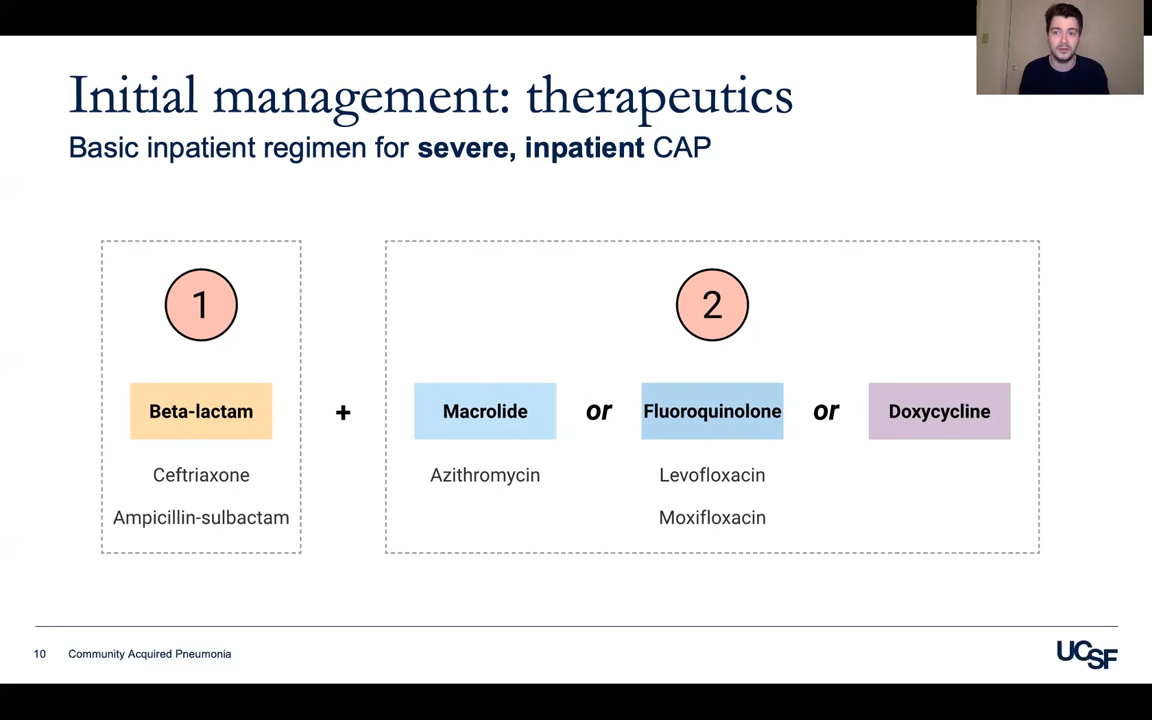 Initial management: therapeutics
Basic inpatient regimen for severe, inpatient CAP
1
2
Beta-lactam + Macrolide or Fluoroquinolone or Doxycycline
Ceftriaxone Azithromycin Levofloxacin
Ampicillin-sulbactam Moxifloxacin
10 Community Acquired Pneumonia
UCSF